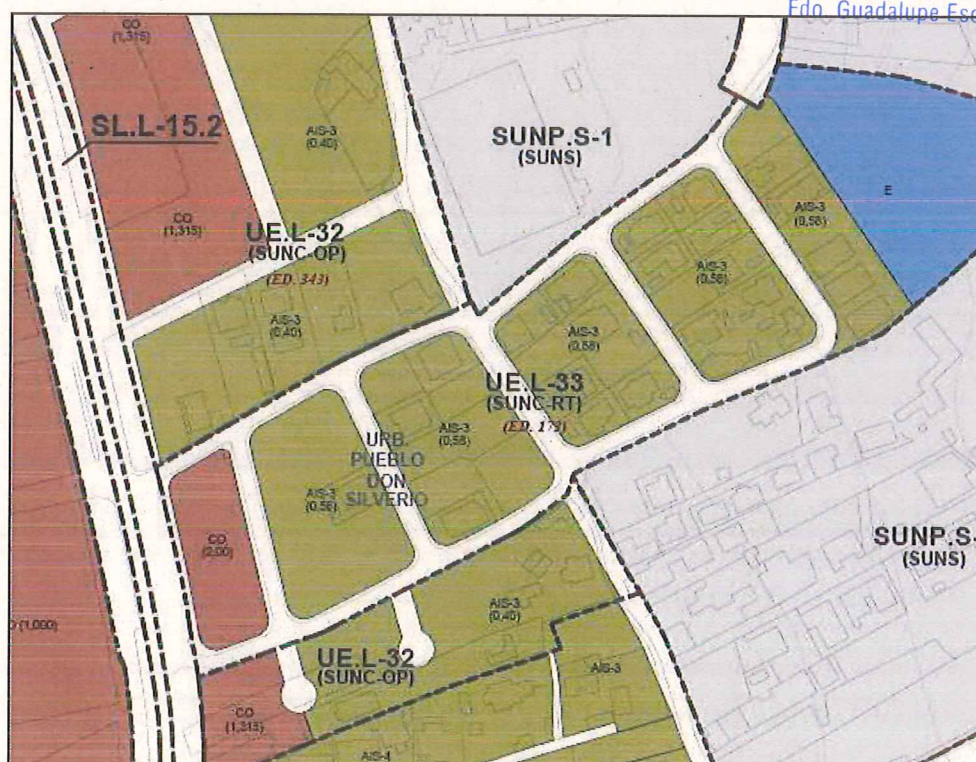 Fdo. Guadalupe Esc
CO
(1,315)
SL.L-15.2
AIS-3
(0,40)
SUNP.S-1
(SUNS)
E
CO
(1,315)
UE.L-32
(SUNC-OP)
(ED. 343)
AIS-3
(0,58)
AIS-3
(0,58)
AIS-3
(0,40)
AIS-3
(0,58)
UE.L-33
(SUNC-RT)
(ED. 173)
AIS-3
(0,58)
URB.
PUEBLO
DON
SILVERIO
AIS-3
(0,58)
CO
(2,00)
SUNP.S-
(SUNS)
AIS-3
(0,40)
(1,090)
UE.L-32
(SUNC-OP)
AIS-3
CO
(1,315)
AIS-4